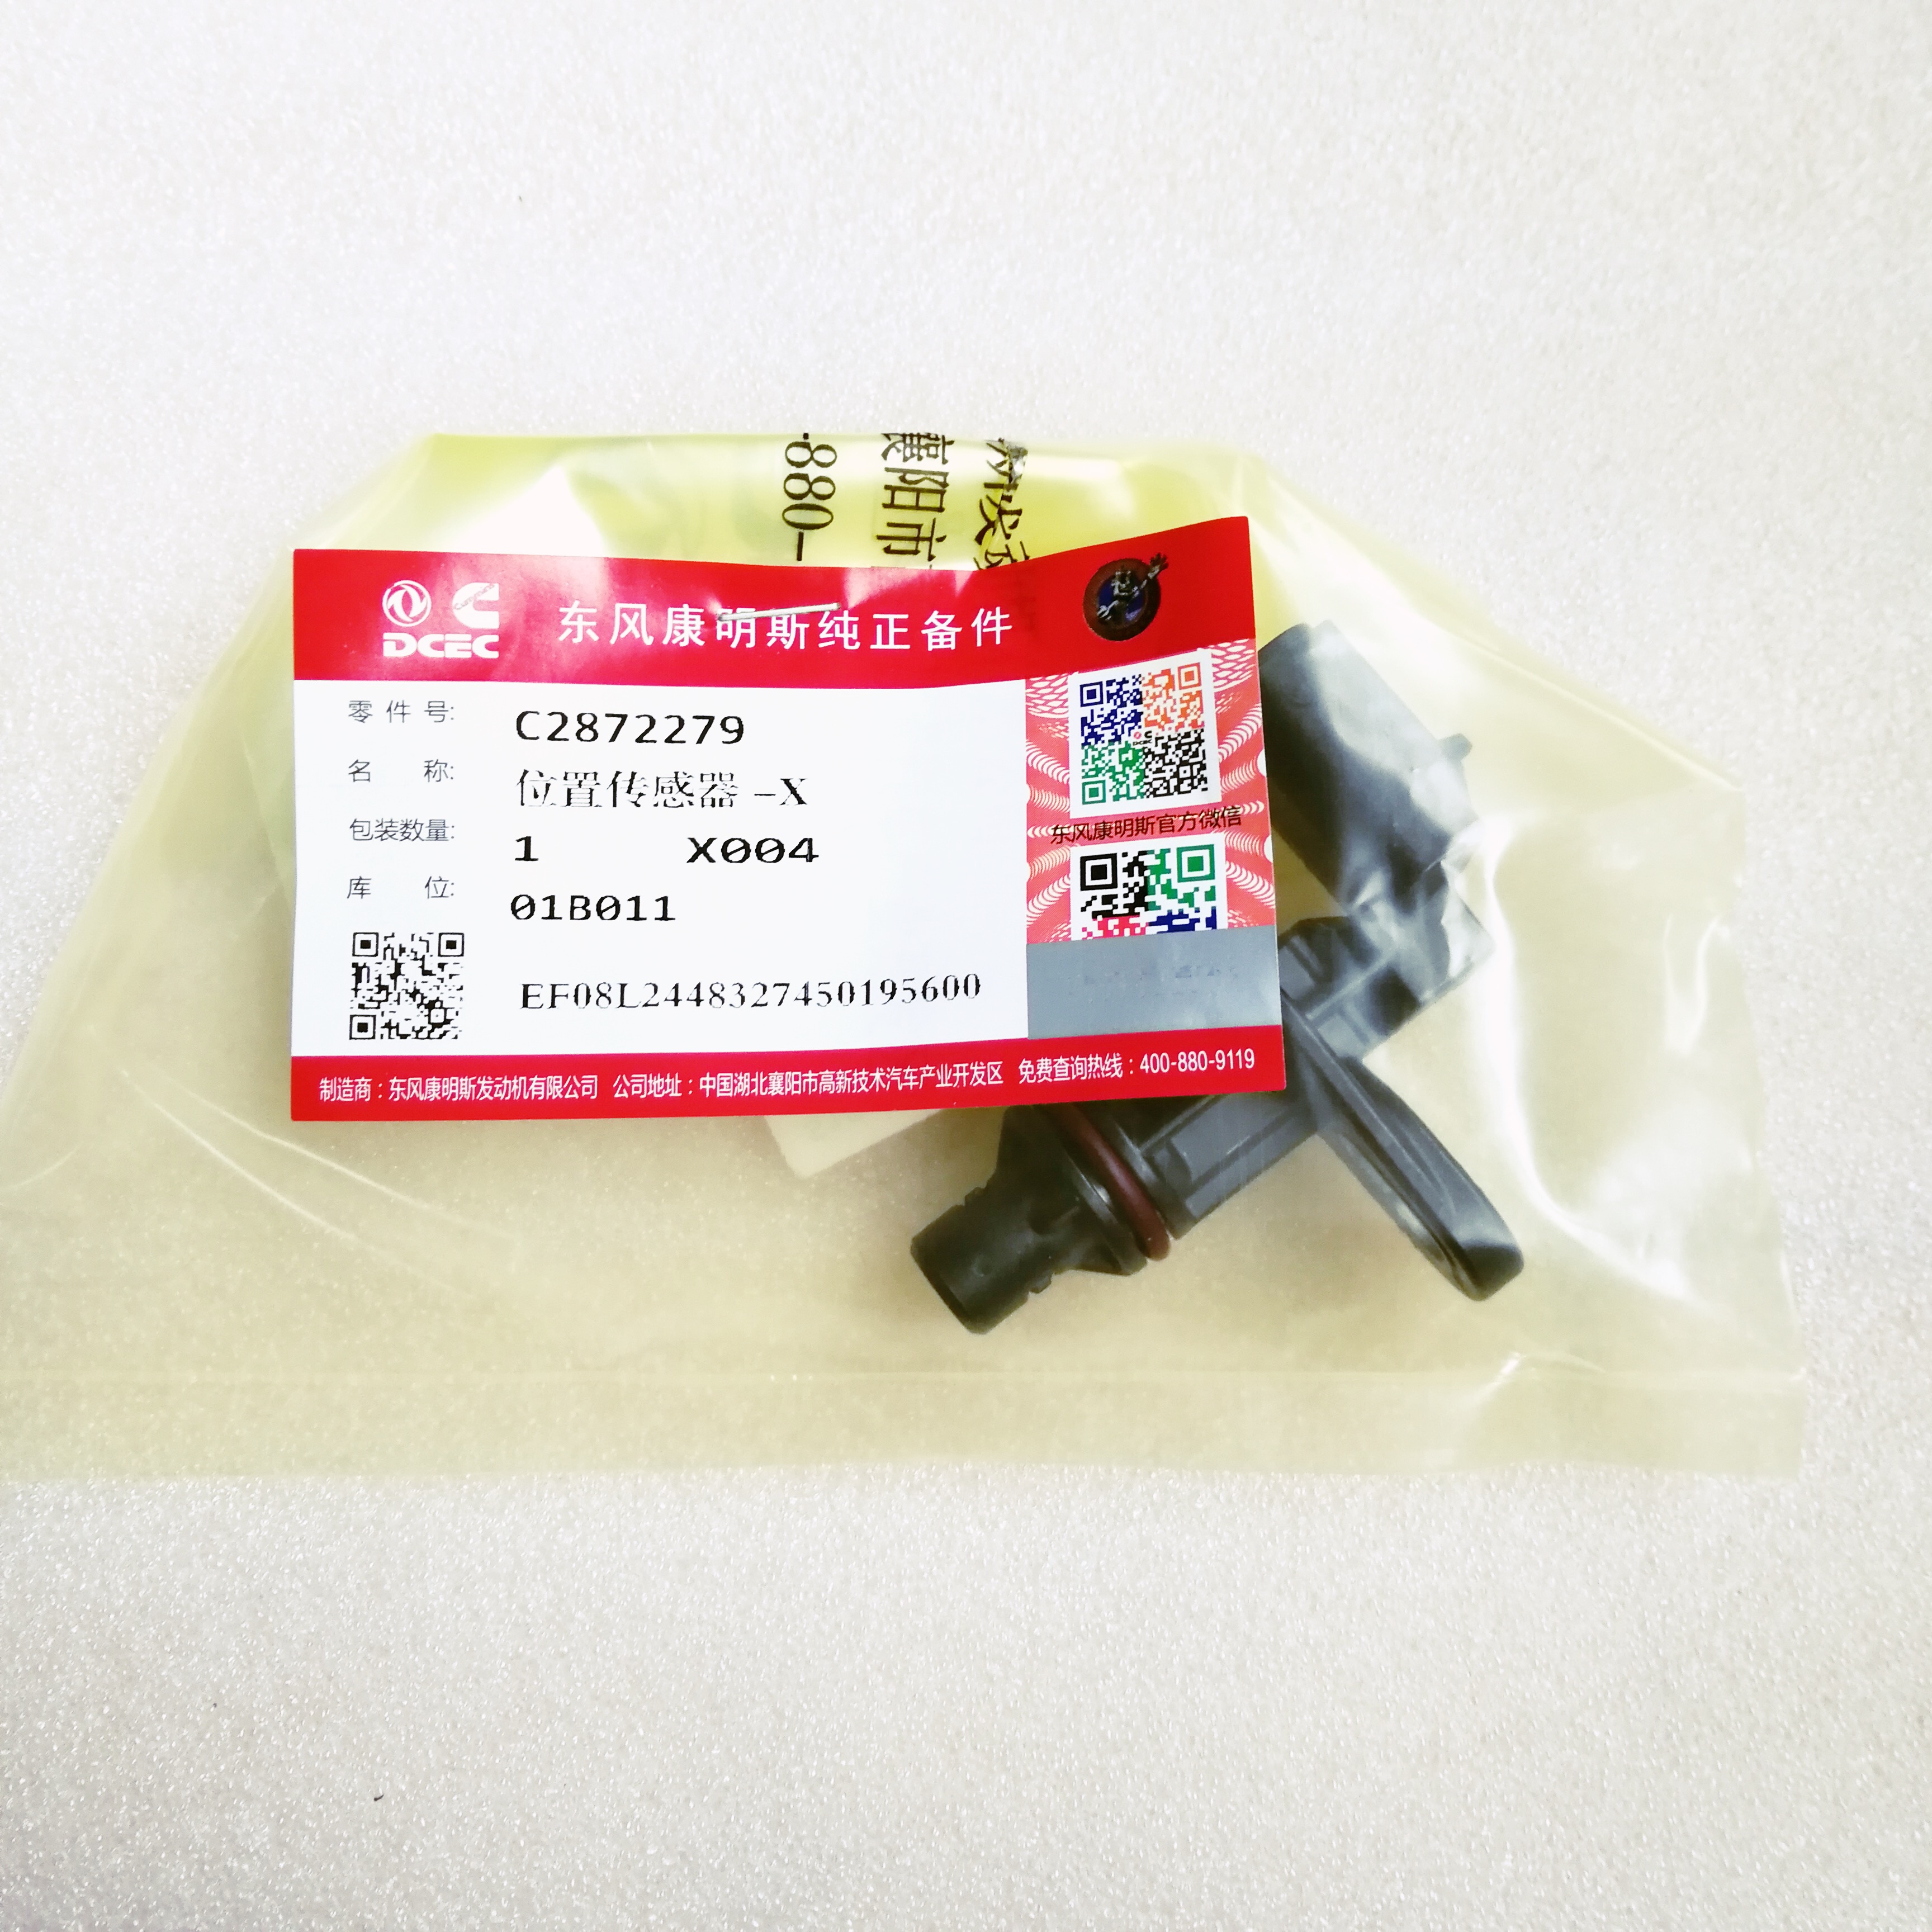 -880-
襄阳市
DCEC
东风康明斯纯正备件
零件号: C2872279
名称: 位置传感器 -X
包装数量: 1 X004
库位: 01B011
EF08L2448327450195600
东风康明斯官方微信
制造商：东风康明斯发动机有限公司 公司地址：中国湖北襄阳市高新技术汽车产业开发区 免费查询热线：400-880-9119